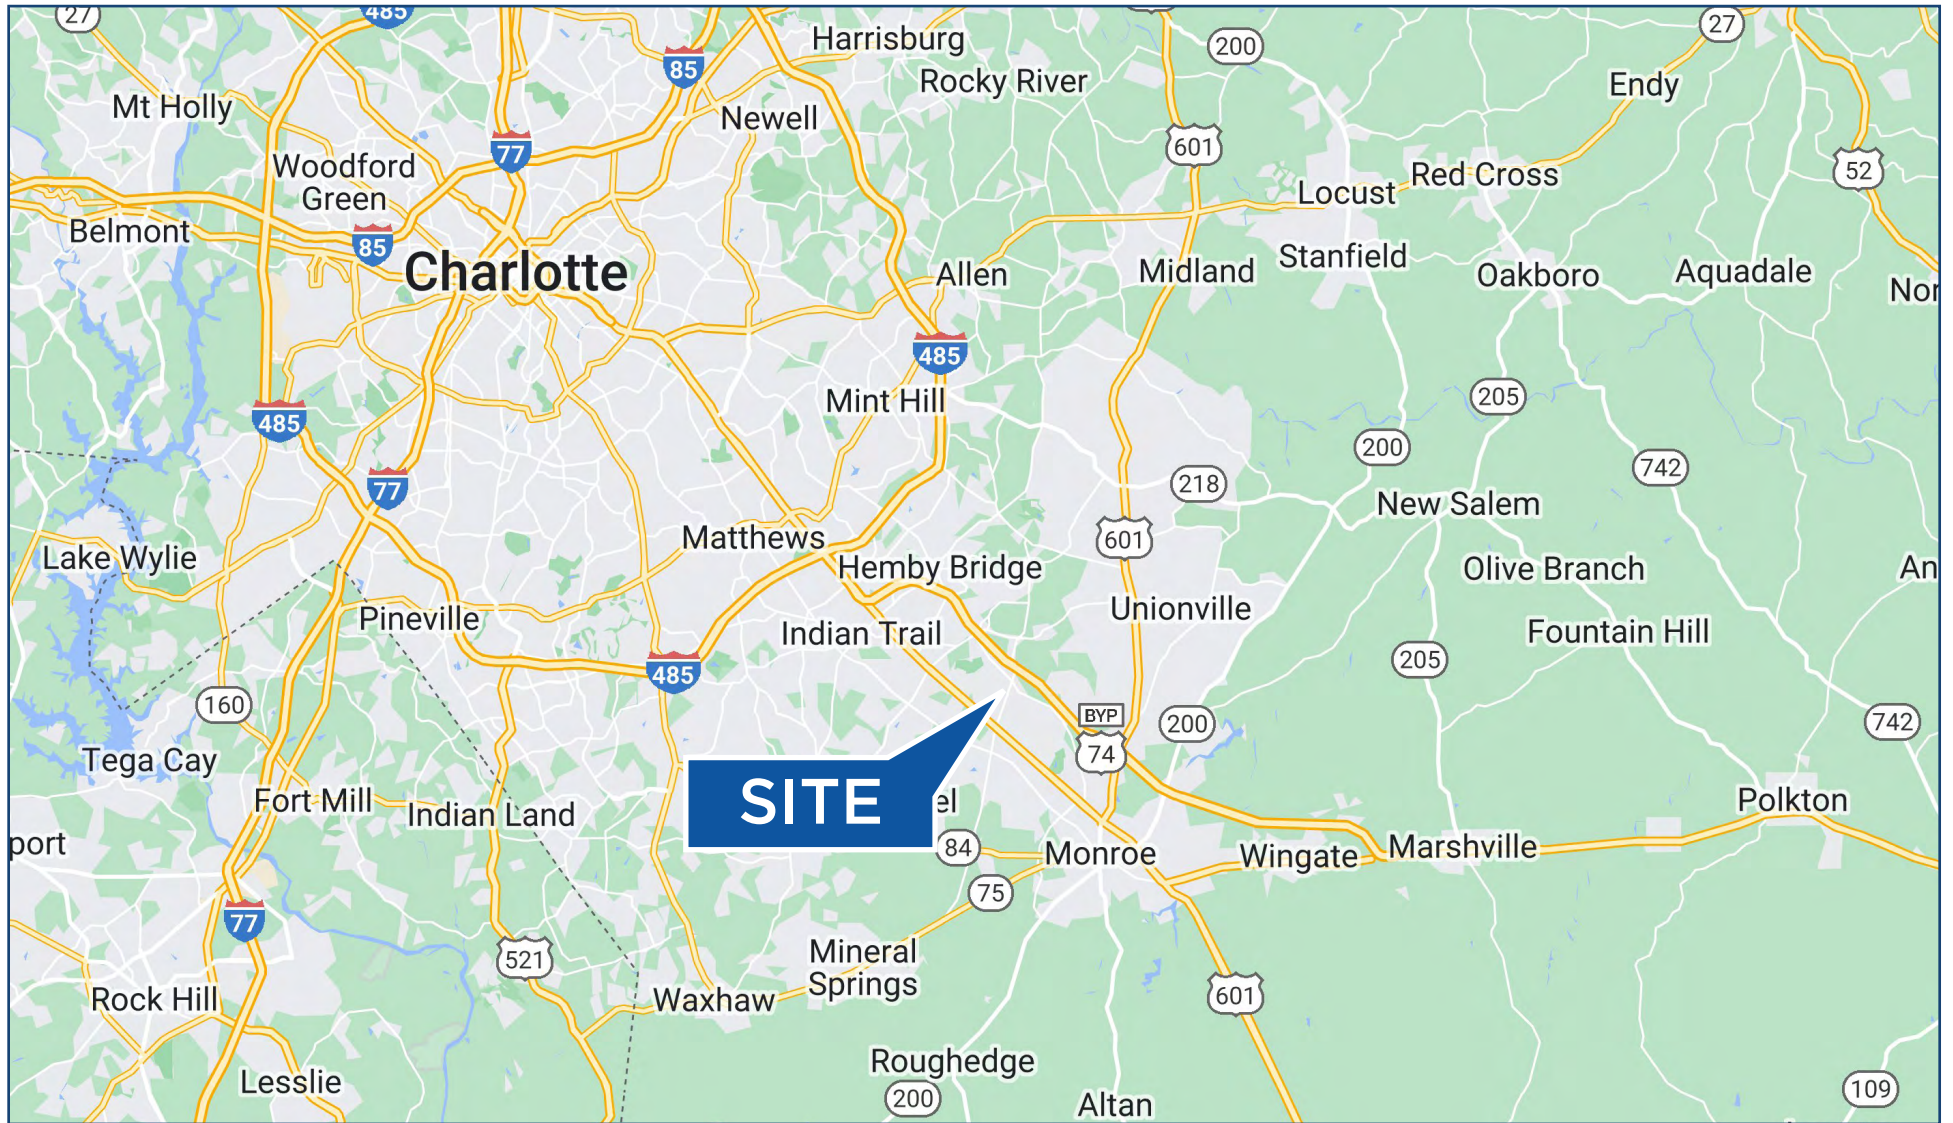 27
485
85
Harrisburg
200
27
Rocky River
Endy
Mt Holly
Newell
77
601
52
Woodford
Green
Locust
Red Cross
Belmont
85
Charlotte
Allen
Midland
Stanfield
Oakboro
Aquadale
Nor
485
Mint Hill
205
485
200
742
77
218
New Salem
Matthews
601
Lake Wylie
Hemby Bridge
Olive Branch
An
Pineville
Indian Trail
Unionville
Fountain Hill
485
205
160
BYP
74
200
742
Tega Cay
SITE
el
Fort Mill
Indian Land
Polkton
port
84
Monroe
Wingate
Marshville
75
77
521
Mineral
Springs
601
Rock Hill
Waxhaw
Roughedge
Lesslie
200
Altan
109